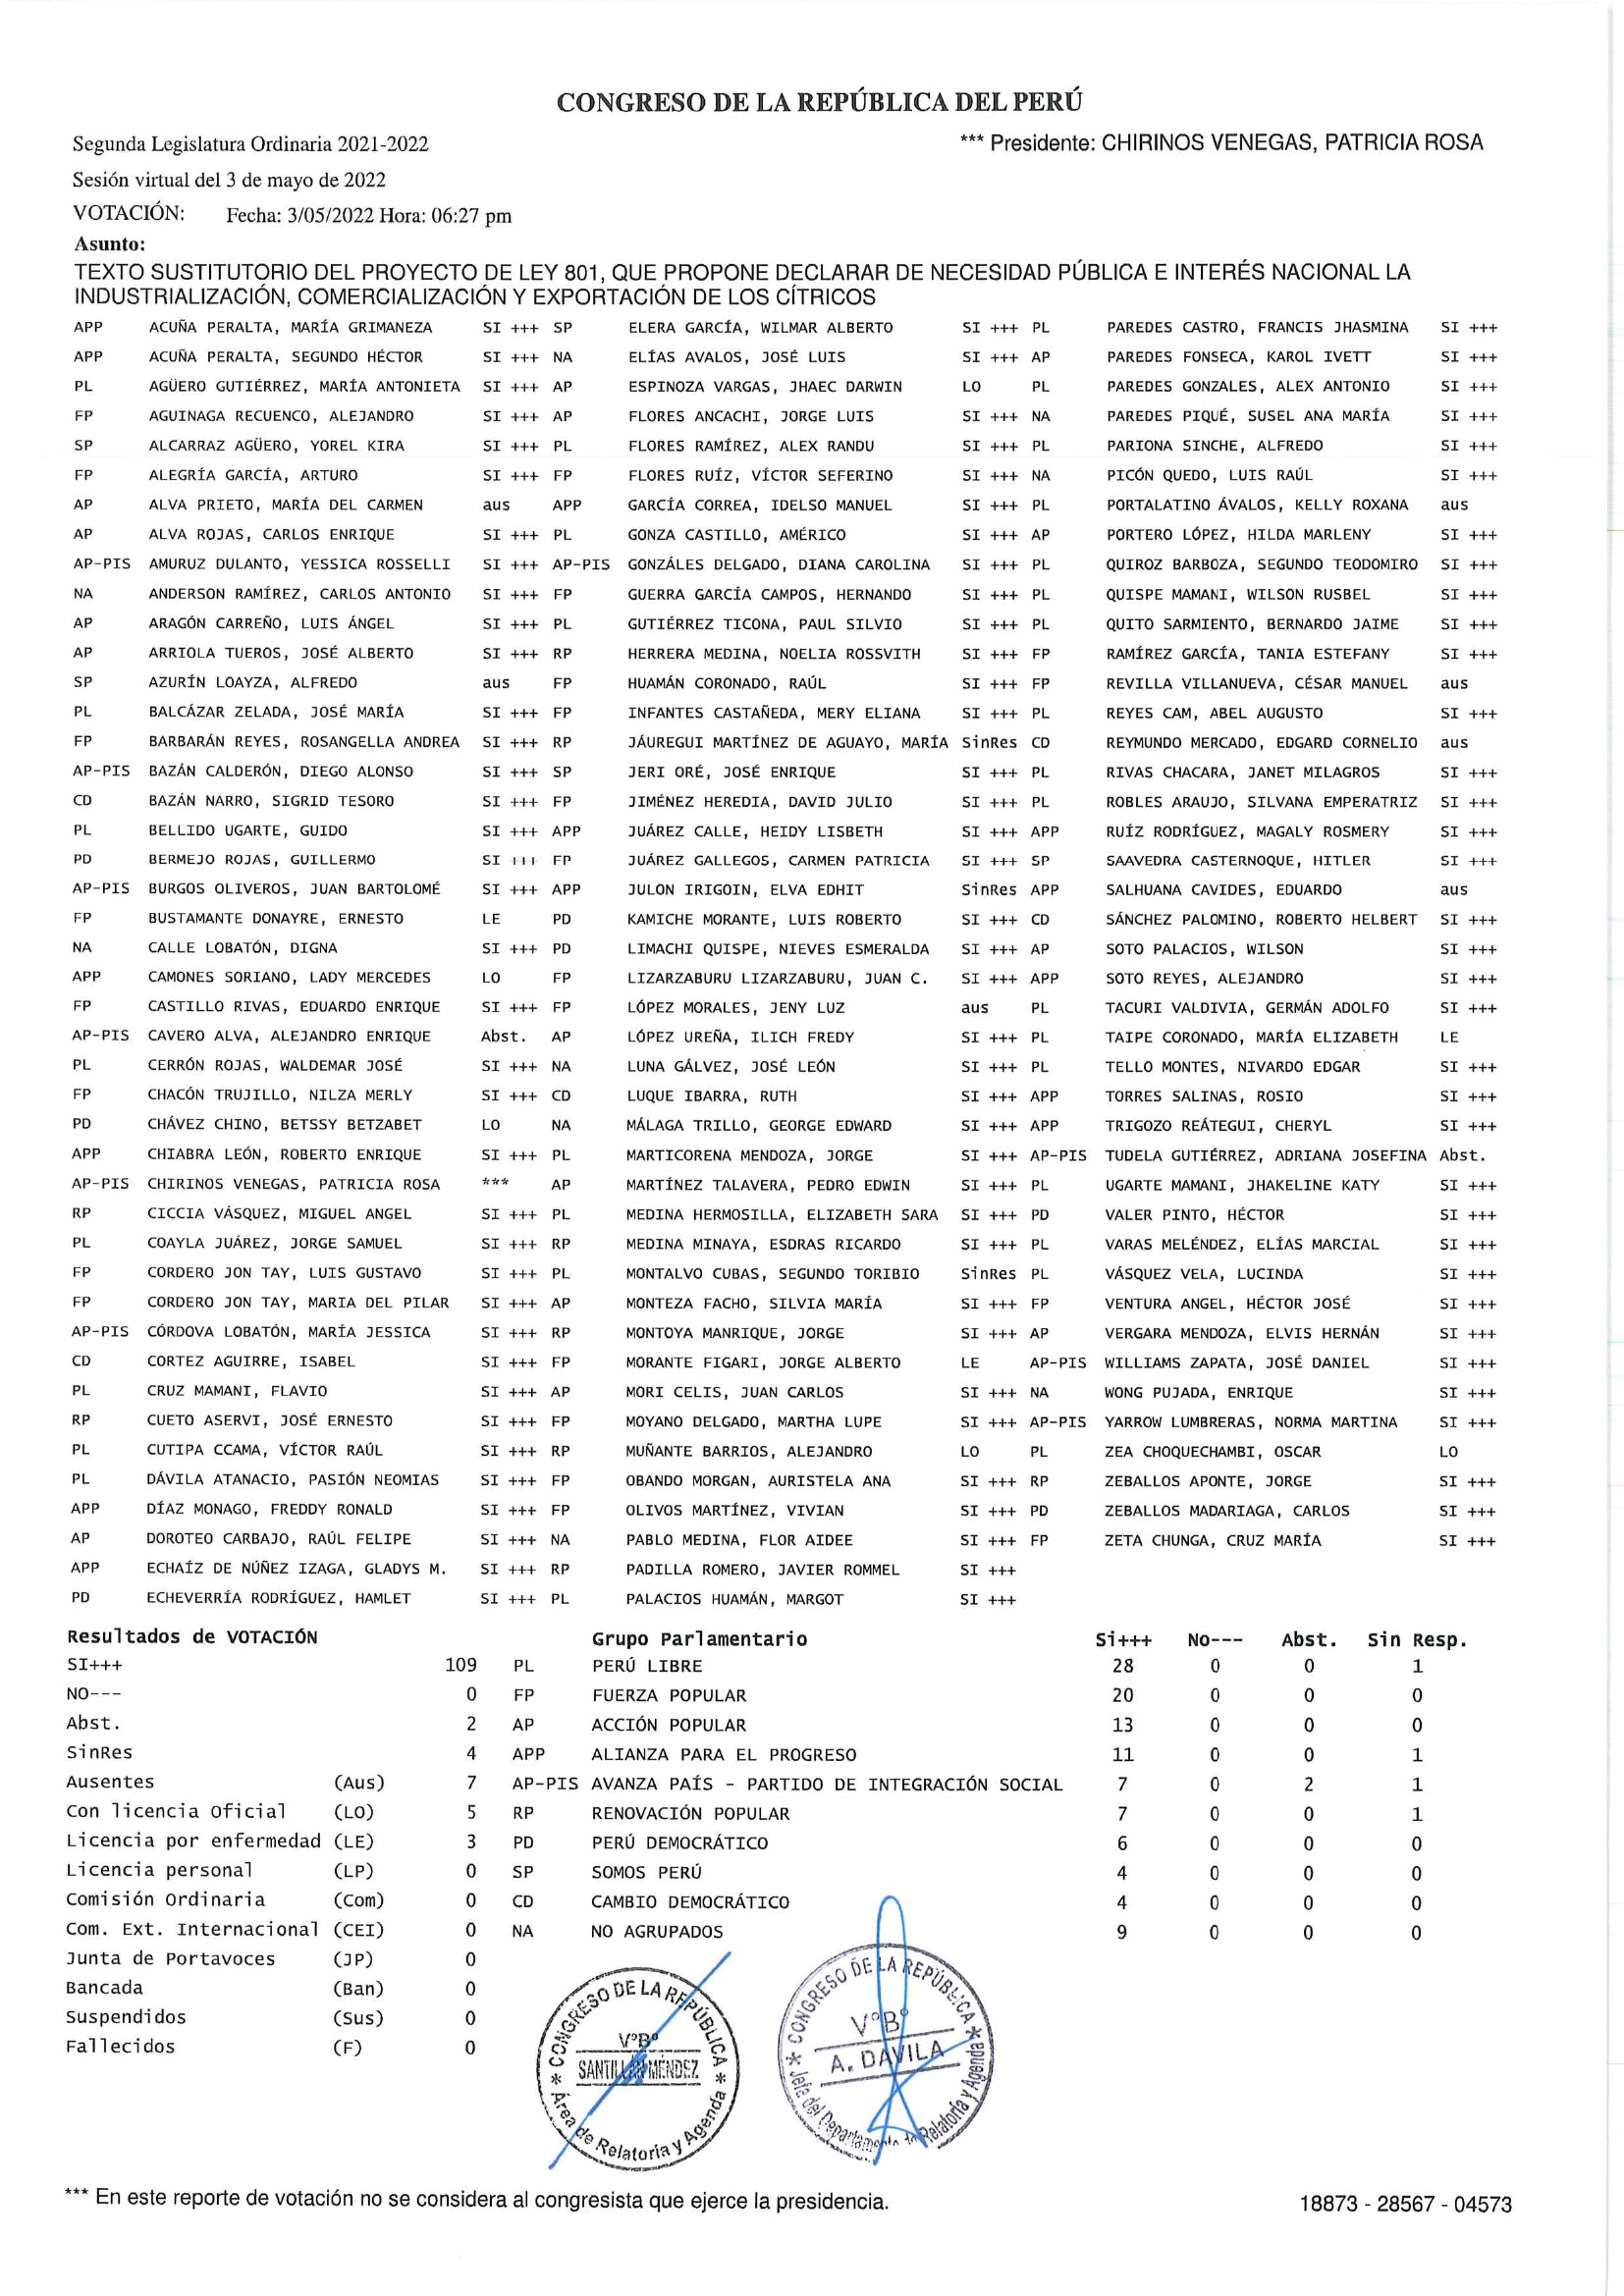 CONGRESO DE LA REPÚBLICA DEL PERÚ
Segunda Legislatura Ordinaria 2021-2022 *** Presidente: CHIRINOS VENEGAS, PATRICIA ROSA
Sesión virtual del 3 de mayo de 2022
VOTACIÓN: Fecha: 3/05/2022 Hora: 06:27 pm
Asunto:
TEXTO SUSTITUTORIO DEL PROYECTO DE LEY 801, QUE PROPONE DECLARAR DE NECESIDAD PÚBLICA E INTERÉS NACIONAL LA
INDUSTRIALIZACIÓN, COMERCIALIZACIÓN Y EXPORTACIÓN DE LOS CÍTRICOS
APP ACUÑA PERALTA, MARÍA GRIMANEZA SI +++ SP ELERA GARCÍA, WILMAR ALBERTO SI +++ PL PAREDES CASTRO, FRANCIS JHASMINA SI +++
APP ACUÑA PERALTA, SEGUNDO HÉCTOR SI +++ NA ELÍAS AVALOS, JOSÉ LUIS SI +++ AP PAREDES FONSECA, KAROL IVETT SI +++
PL AGÜERO GUTIÉRREZ, MARÍA ANTONIETA SI +++ AP ESPINOZA VARGAS, JHAEC DARWIN LO PL PAREDES GONZALES, ALEX ANTONIO SI +++
FP AGUINAGA RECUENCO, ALEJANDRO SI +++ AP FLORES ANCACHI, JORGE LUIS SI +++ NA PAREDES PIQUÉ, SUSEL ANA MARÍA SI +++
SP ALCARRAZ AGÜERO, YOREL KIRA SI +++ PL FLORES RAMÍREZ, ALEX RANDU SI +++ PL PARIONA SINCHE, ALFREDO SI +++
FP ALEGRÍA GARCÍA, ARTURO SI +++ FP FLORES RUÍZ, VÍCTOR SEFERINO SI +++ NA PICÓN QUEDO, LUIS RAÚL SI +++
AP ALVA PRIETO, MARÍA DEL CARMEN aus APP GARCÍA CORREA, IDELSO MANUEL SI +++ PL PORTALATINO ÁVALOS, KELLY ROXANA aus
AP ALVA ROJAS, CARLOS ENRIQUE SI +++ PL GONZA CASTILLO, AMÉRICO SI +++ AP PORTERO LÓPEZ, HILDA MARLENY SI +++
AP-PIS AMURUZ DULANTO, YESSICA ROSSELLI SI +++ AP-PIS GONZÁLES DELGADO, DIANA CAROLINA SI +++ PL QUIROZ BARBOZA, SEGUNDO TEODOMIRO SI +++
NA ANDERSON RAMÍREZ, CARLOS ANTONIO SI +++ FP GUERRA GARCÍA CAMPOS, HERNANDO SI +++ PL QUISPE MAMANI, WILSON RUSBEL SI +++
AP ARAGÓN CARREÑO, LUIS ÁNGEL SI +++ PL GUTIÉRREZ TICONA, PAUL SILVIO SI +++ PL QUITO SARMIENTO, BERNARDO JAIME SI +++
AP ARRIOLA TUEROS, JOSÉ ALBERTO SI +++ RP HERRERA MEDINA, NOELIA ROSSVITH SI +++ FP RAMÍREZ GARCÍA, TANIA ESTEFANY SI +++
SP AZURÍN LOAYZA, ALFREDO aus FP HUAMÁN CORONADO, RAÚL SI +++ FP REVILLA VILLANUEVA, CÉSAR MANUEL aus
PL BALCÁZAR ZELADA, JOSÉ MARÍA SI +++ FP INFANTES CASTAÑEDA, MERY ELIANA SI +++ PL REYES CAM, ABEL AUGUSTO SI +++
FP BARBARÁN REYES, ROSANGELLA ANDREA SI +++ RP JÁUREGUI MARTÍNEZ DE AGUAYO, MARÍA SinRes CD REYMUNDO MERCADO, EDGARD CORNELIO aus
AP-PIS BAZÁN CALDERÓN, DIEGO ALONSO SI +++ SP JERI ORÉ, JOSÉ ENRIQUE SI +++ PL RIVAS CHACARA, JANET MILAGROS SI +++
CD BAZÁN NARRO, SIGRID TESORO SI +++ FP JIMÉNEZ HEREDIA, DAVID JULIO SI +++ PL ROBLES ARAUJO, SILVANA EMPERATRIZ SI +++
PL BELLIDO UGARTE, GUIDO SI +++ APP JUÁREZ CALLE, HEIDY LISBETH SI +++ APP RUÍZ RODRÍGUEZ, MAGALY ROSMERY SI +++
PD BERMEJO ROJAS, GUILLERMO SI +++ FP JUÁREZ GALLEGOS, CARMEN PATRICIA SI +++ SP SAAVEDRA CASTERNOQUE, HITLER SI +++
AP-PIS BURGOS OLIVEROS, JUAN BARTOLOMÉ SI +++ APP JULON IRIGOIN, ELVA EDHIT SinRes APP SALHUANA CAVIDES, EDUARDO aus
FP BUSTAMANTE DONAYRE, ERNESTO LE PD KAMICHE MORANTE, LUIS ROBERTO SI +++ CD SÁNCHEZ PALOMINO, ROBERTO HELBERT SI +++
NA CALLE LOBATÓN, DIGNA SI +++ PD LIMACHI QUISPE, NIEVES ESMERALDA SI +++ AP SOTO PALACIOS, WILSON SI +++
APP CAMONES SORIANO, LADY MERCEDES LO FP LIZARZABURU LIZARZABURU, JUAN C. SI +++ APP SOTO REYES, ALEJANDRO SI +++
FP CASTILLO RIVAS, EDUARDO ENRIQUE SI +++ FP LÓPEZ MORALES, JENY LUZ aus PL TACURI VALDIVIA, GERMÁN ADOLFO SI +++
AP-PIS CAVERO ALVA, ALEJANDRO ENRIQUE Abst. AP LÓPEZ UREÑA, ILICH FREDY SI +++ PL TAIPE CORONADO, MARÍA ELIZABETH LE
PL CERRÓN ROJAS, WALDEMAR JOSÉ SI +++ NA LUNA GÁLVEZ, JOSÉ LEÓN SI +++ PL TELLO MONTES, NIVARDO EDGAR SI +++
FP CHACÓN TRUJILLO, NILZA MERLY SI +++ CD LUQUE IBARRA, RUTH SI +++ APP TORRES SALINAS, ROSIO SI +++
PD CHÁVEZ CHINO, BETSSY BETZABET LO NA MÁLAGA TRILLO, GEORGE EDWARD SI +++ APP TRIGOZO REÁTEGUI, CHERYL SI +++
APP CHIABRA LEÓN, ROBERTO ENRIQUE SI +++ PL MARTICORENA MENDOZA, JORGE SI +++ AP-PIS TUDELA GUTIÉRREZ, ADRIANA JOSEFINA Abst.
AP-PIS CHIRINOS VENEGAS, PATRICIA ROSA *** AP MARTÍNEZ TALAVERA, PEDRO EDWIN SI +++ PL UGARTE MAMANI, JHAKELINE KATY SI +++
RP CICCIA VÁSQUEZ, MIGUEL ANGEL SI +++ PL MEDINA HERMOSILLA, ELIZABETH SARA SI +++ PD VALER PINTO, HÉCTOR SI +++
PL COAYLA JUÁREZ, JORGE SAMUEL SI +++ RP MEDINA MINAYA, ESDRAS RICARDO SI +++ PL VARAS MELÉNDEZ, ELÍAS MARCIAL SI +++
FP CORDERO JON TAY, LUIS GUSTAVO SI +++ PL MONTALVO CUBAS, SEGUNDO TORIBIO SinRes PL VÁSQUEZ VELA, LUCINDA SI +++
FP CORDERO JON TAY, MARIA DEL PILAR SI +++ AP MONTEZA FACHO, SILVIA MARÍA SI +++ FP VENTURA ANGEL, HÉCTOR JOSÉ SI +++
AP-PIS CÓRDOVA LOBATÓN, MARÍA JESSICA SI +++ RP MONTOYA MANRIQUE, JORGE SI +++ AP VERGARA MENDOZA, ELVIS HERNÁN SI +++
CD CORTEZ AGUIRRE, ISABEL SI +++ FP MORANTE FIGARI, JORGE ALBERTO LE AP-PIS WILLIAMS ZAPATA, JOSÉ DANIEL SI +++
PL CRUZ MAMANI, FLAVIO SI +++ AP MORI CELIS, JUAN CARLOS SI +++ NA WONG PUJADA, ENRIQUE SI +++
RP CUETO ASERVI, JOSÉ ERNESTO SI +++ FP MOYANO DELGADO, MARTHA LUPE SI +++ AP-PIS YARROW LUMBRERAS, NORMA MARTINA SI +++
PL CUTIPA CCAMA, VÍCTOR RAÚL SI +++ RP MUÑANTE BARRIOS, ALEJANDRO LO PL ZEA CHOQUECHAMBI, OSCAR LO
PL DÁVILA ATANACIO, PASIÓN NEOMIAS SI +++ FP OBANDO MORGAN, AURISTELA ANA SI +++ RP ZEBALLOS APONTE, JORGE SI +++
APP DÍAZ MONAGO, FREDDY RONALD SI +++ FP OLIVOS MARTÍNEZ, VIVIAN SI +++ PD ZEBALLOS MADARIAGA, CARLOS SI +++
AP DOROTEO CARBAJO, RAÚL FELIPE SI +++ NA PABLO MEDINA, FLOR AIDEE SI +++ FP ZETA CHUNGA, CRUZ MARÍA SI +++
APP ECHAÍZ DE NÚÑEZ IZAGA, GLADYS M. SI +++ RP PADILLA ROMERO, JAVIER ROMMEL SI +++
PD ECHEVERRÍA RODRÍGUEZ, HAMLET SI +++ PL PALACIOS HUAMÁN, MARGOT SI +++
Resultados de VOTACIÓN Grupo Parlamentario Si+++ No--- Abst. Sin Resp.
SI+++ 109 PL PERÚ LIBRE 28 0 0 1
NO--- 0 FP FUERZA POPULAR 20 0 0 0
Abst. 2 AP ACCIÓN POPULAR 13 0 0 0
SinRes 4 APP ALIANZA PARA EL PROGRESO 11 0 0 1
Ausentes (Aus) 7 AP-PIS AVANZA PAÍS - PARTIDO DE INTEGRACIÓN SOCIAL 7 0 2 1
Con licencia Oficial (LO) 5 RP RENOVACIÓN POPULAR 7 0 0 1
Licencia por enfermedad (LE) 3 PD PERÚ DEMOCRÁTICO 6 0 0 0
Licencia personal (LP) 0 SP SOMOS PERÚ 4 0 0 0
Comisión Ordinaria (Com) 0 CD CAMBIO DEMOCRÁTICO 4 0 0 0
Com. Ext. Internacional (CEI) 0 NA NO AGRUPADOS 9 0 0 0
Junta de Portavoces (JP) 0
Bancada (Ban) 0
Suspendidos (Sus) 0
Fallecidos (F) 0
* CONGRESO DE LA REPÚBLICA *
V°B°
SANTILLÁN MÉNDEZ
Área de Relatoría y Agenda
* CONGRESO DE LA REPÚBLICA *
V°B°
A. DAVILA
Jefe del Departamento de Relatoría y Agenda
*** En este reporte de votación no se considera al congresista que ejerce la presidencia. 18873 - 28567 - 04573